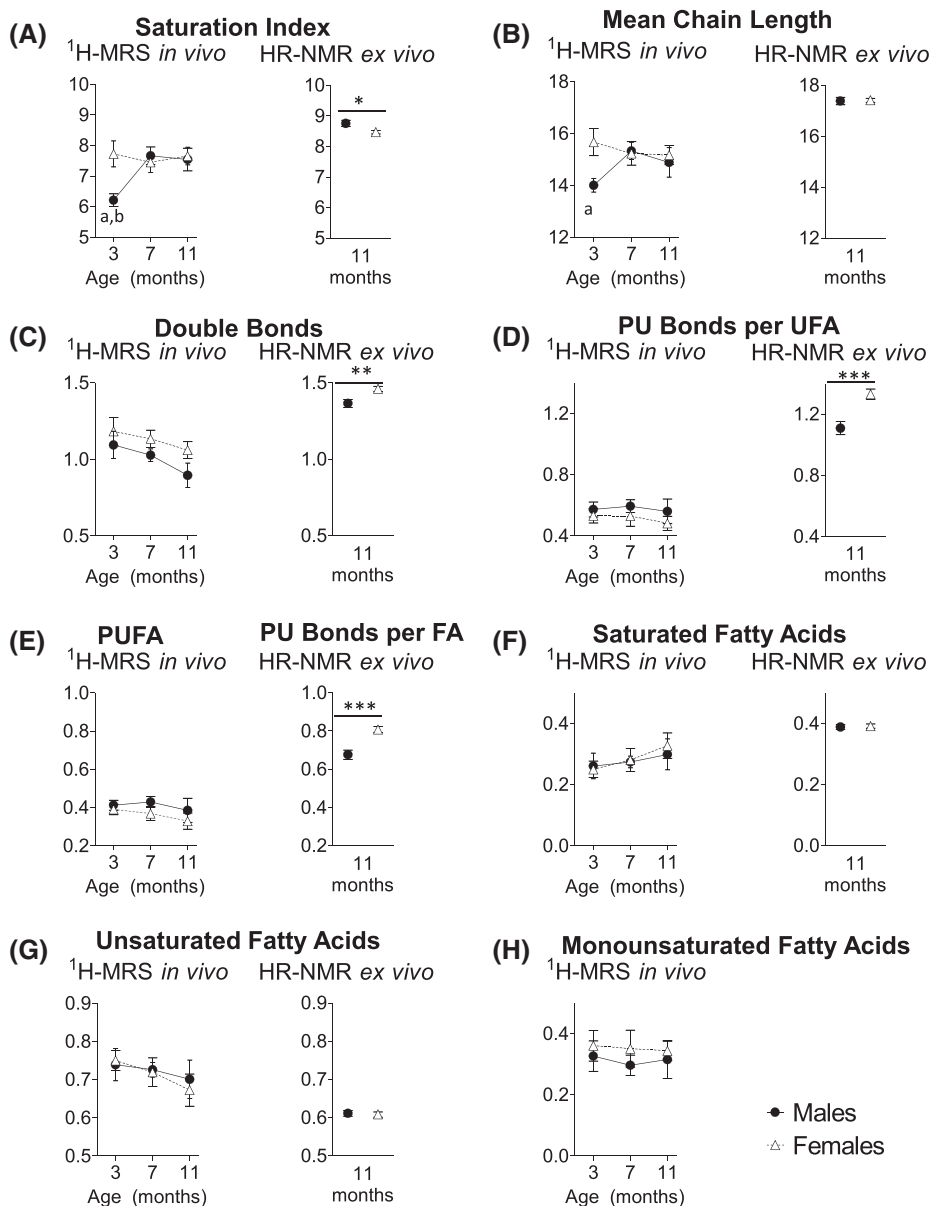 (A)
Saturation Index
¹H-MRS in vivo
HR-NMR ex vivo
10
9
8
7
6
5
a,b
3 7 11
Age (months)
10
9
8
7
6
5
*
11
months
(B)
Mean Chain Length
¹H-MRS in vivo
HR-NMR ex vivo
18
16
14
12
a
3 7 11
Age (months)
18
16
14
12
11
months
(C)
Double Bonds
¹H-MRS in vivo
HR-NMR ex vivo
1.5
1.0
0.5
3 7 11
Age (months)
1.5
1.0
0.5
**
11
months
(D)
PU Bonds per UFA
¹H-MRS in vivo
HR-NMR ex vivo
1.2
0.8
0.4
3 7 11
Age (months)
1.2
0.8
0.4
***
11
months
(E)
PUFA
¹H-MRS in vivo
1.0
0.8
0.6
0.4
0.2
3 7 11
Age (months)
PU Bonds per FA
HR-NMR ex vivo
1.0
0.8
0.6
0.4
0.2
***
11
months
(F)
Saturated Fatty Acids
¹H-MRS in vivo
HR-NMR ex vivo
0.4
0.2
0.0
3 7 11
Age (months)
0.4
0.2
0.0
11
months
(G)
Unsaturated Fatty Acids
¹H-MRS in vivo
HR-NMR ex vivo
0.9
0.8
0.7
0.6
0.5
3 7 11
Age (months)
0.9
0.8
0.7
0.6
0.5
11
months
(H)
Monounsaturated Fatty Acids
¹H-MRS in vivo
0.4
0.2
0.0
3 7 11
Age (months)
Males
Females